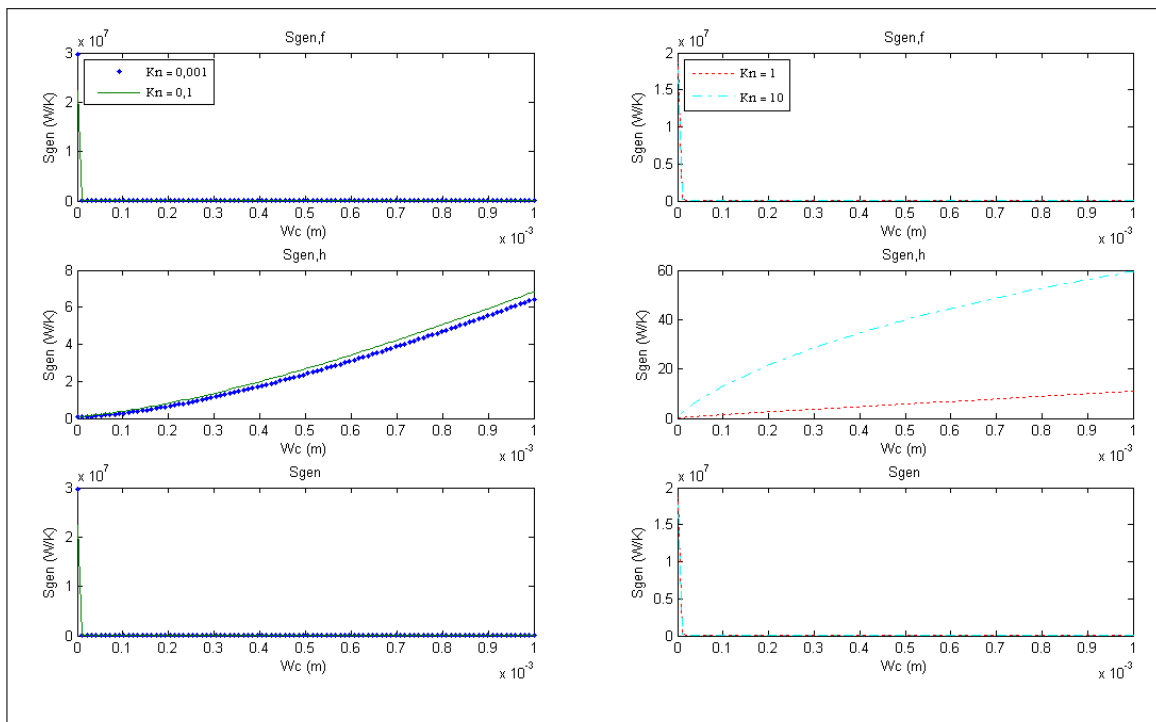 x 10^7
Sgen,f
3
2
1
0
Sgen (W/K)
Kn = 0,001
Kn = 0,1
0 0.1 0.2 0.3 0.4 0.5 0.6 0.7 0.8 0.9 1
Wc (m)
x 10^-3
x 10^7
Sgen,f
2
1.5
1
0.5
0
Sgen (W/K)
Kn = 1
Kn = 10
0 0.1 0.2 0.3 0.4 0.5 0.6 0.7 0.8 0.9 1
Wc (m)
x 10^-3
Sgen,h
8
6
4
2
0
Sgen (W/K)
0 0.1 0.2 0.3 0.4 0.5 0.6 0.7 0.8 0.9 1
Wc (m)
x 10^-3
Sgen,h
60
40
20
0
Sgen (W/K)
0 0.1 0.2 0.3 0.4 0.5 0.6 0.7 0.8 0.9 1
Wc (m)
x 10^-3
x 10^7
Sgen
3
2
1
0
Sgen (W/K)
0 0.1 0.2 0.3 0.4 0.5 0.6 0.7 0.8 0.9 1
Wc (m)
x 10^-3
x 10^7
Sgen
2
1.5
1
0.5
0
Sgen (W/K)
0 0.1 0.2 0.3 0.4 0.5 0.6 0.7 0.8 0.9 1
Wc (m)
x 10^-3